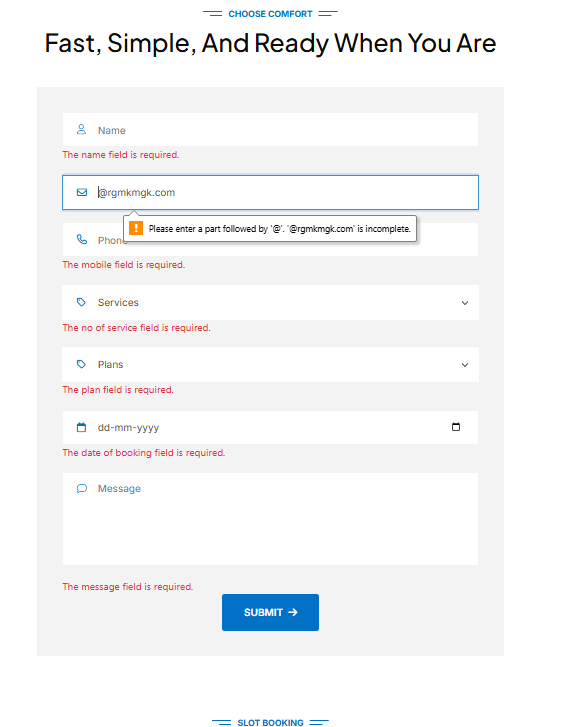 CHOOSE COMFORT
Fast, Simple, And Ready When You Are
Name
The name field is required.
@rgmkmgk.com
Please enter a part followed by '@'. '@rgmkmgk.com' is incomplete.
Phone
The mobile field is required.
Services
The no of service field is required.
Plans
The plan field is required.
dd-mm-yyyy
The date of booking field is required.
Message
The message field is required.
SUBMIT →
SLOT BOOKING